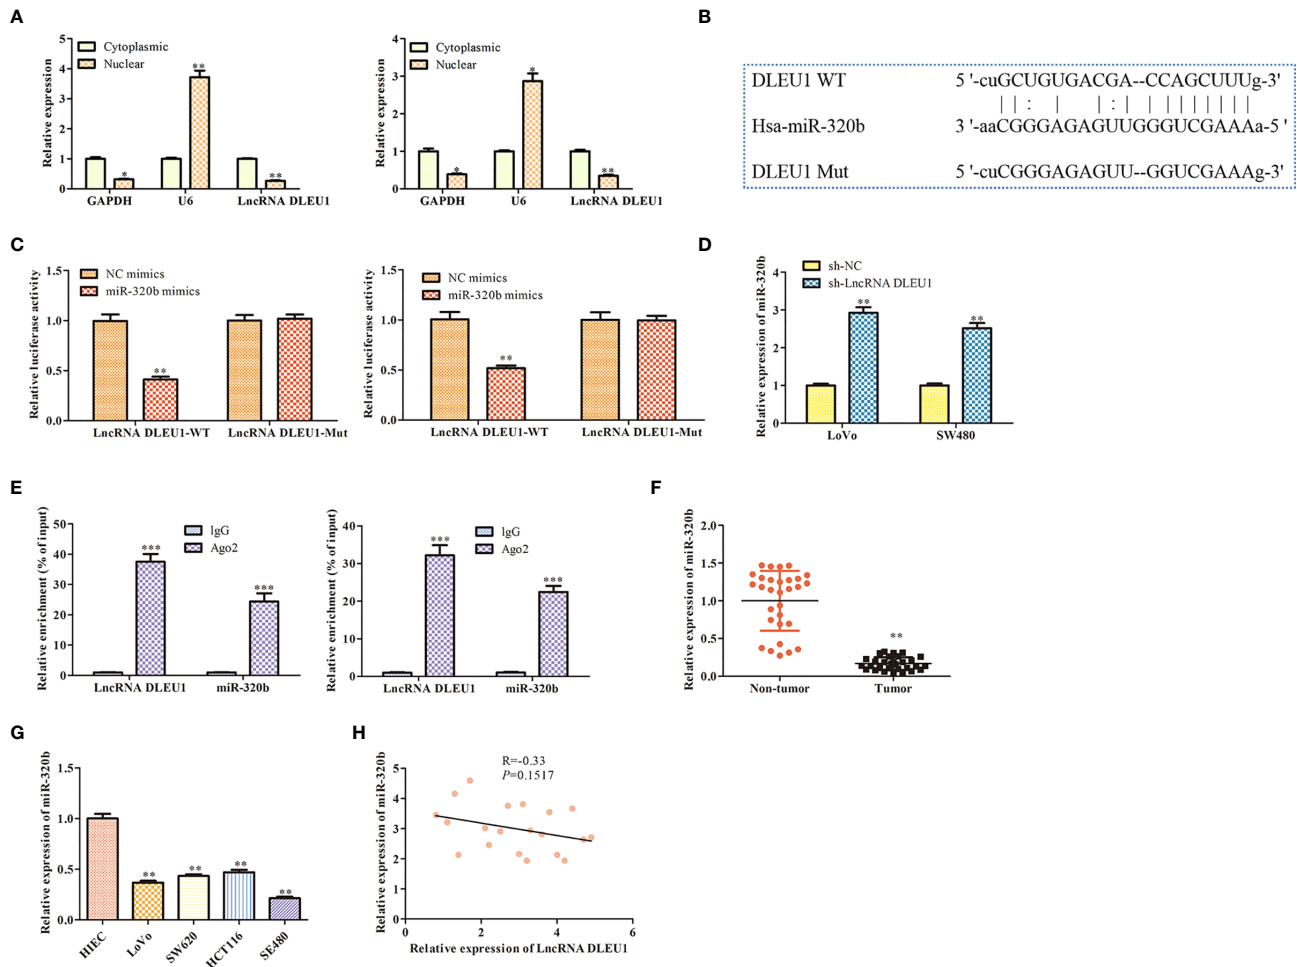 A
Relative expression
5
4
3
2
1
0
Cytoplasmic
Nuclear
*
**
**
GAPDH
U6
LncRNA DLEU1
Relative expression
4
3
2
1
0
Cytoplasmic
Nuclear
*
*
**
GAPDH
U6
LncRNA DLEU1
B
DLEU1 WT 5 '-cuGCUGUGACGA--CCAGCUUUg-3'
| | : | | : | | | | | | | | |
Hsa-miR-320b 3 '-aaCGGGAGAGUUGGGUCGAAAa-5 '
DLEU1 Mut 5 '-cuCGGGAGAGUU--GGUCGAAAg-3'
C
Relative luciferase activity
1.5
1.0
0.5
0.0
NC mimics
miR-320b mimics
**
LncRNA DLEU1-WT
LncRNA DLEU1-Mut
Relative luciferase activity
1.5
1.0
0.5
0.0
NC mimics
miR-320b mimics
**
LncRNA DLEU1-WT
LncRNA DLEU1-Mut
D
Relative expression of miR-320b
4
3
2
1
0
sh-NC
sh-LncRNA DLEU1
**
**
LoVo
SW480
E
Relative enrichment (% of input)
50
40
30
20
10
0
IgG
Ago2
***
***
LncRNA DLEU1
miR-320b
Relative enrichment (% of input)
40
30
20
10
0
IgG
Ago2
***
***
LncRNA DLEU1
miR-320b
F
Relative expression of miR-320b
2.0
1.5
1.0
0.5
0.0
**
Non-tumor
Tumor
G
Relative expression of miR-320b
1.5
1.0
0.5
0.0
**
**
**
**
HIEC
LoVo
SW620
HCT116
SE480
H
Relative expression of miR-320b
5
4
3
2
1
0
R=-0.33
P=0.1517
0
2
4
6
Relative expression of LncRNA DLEU1